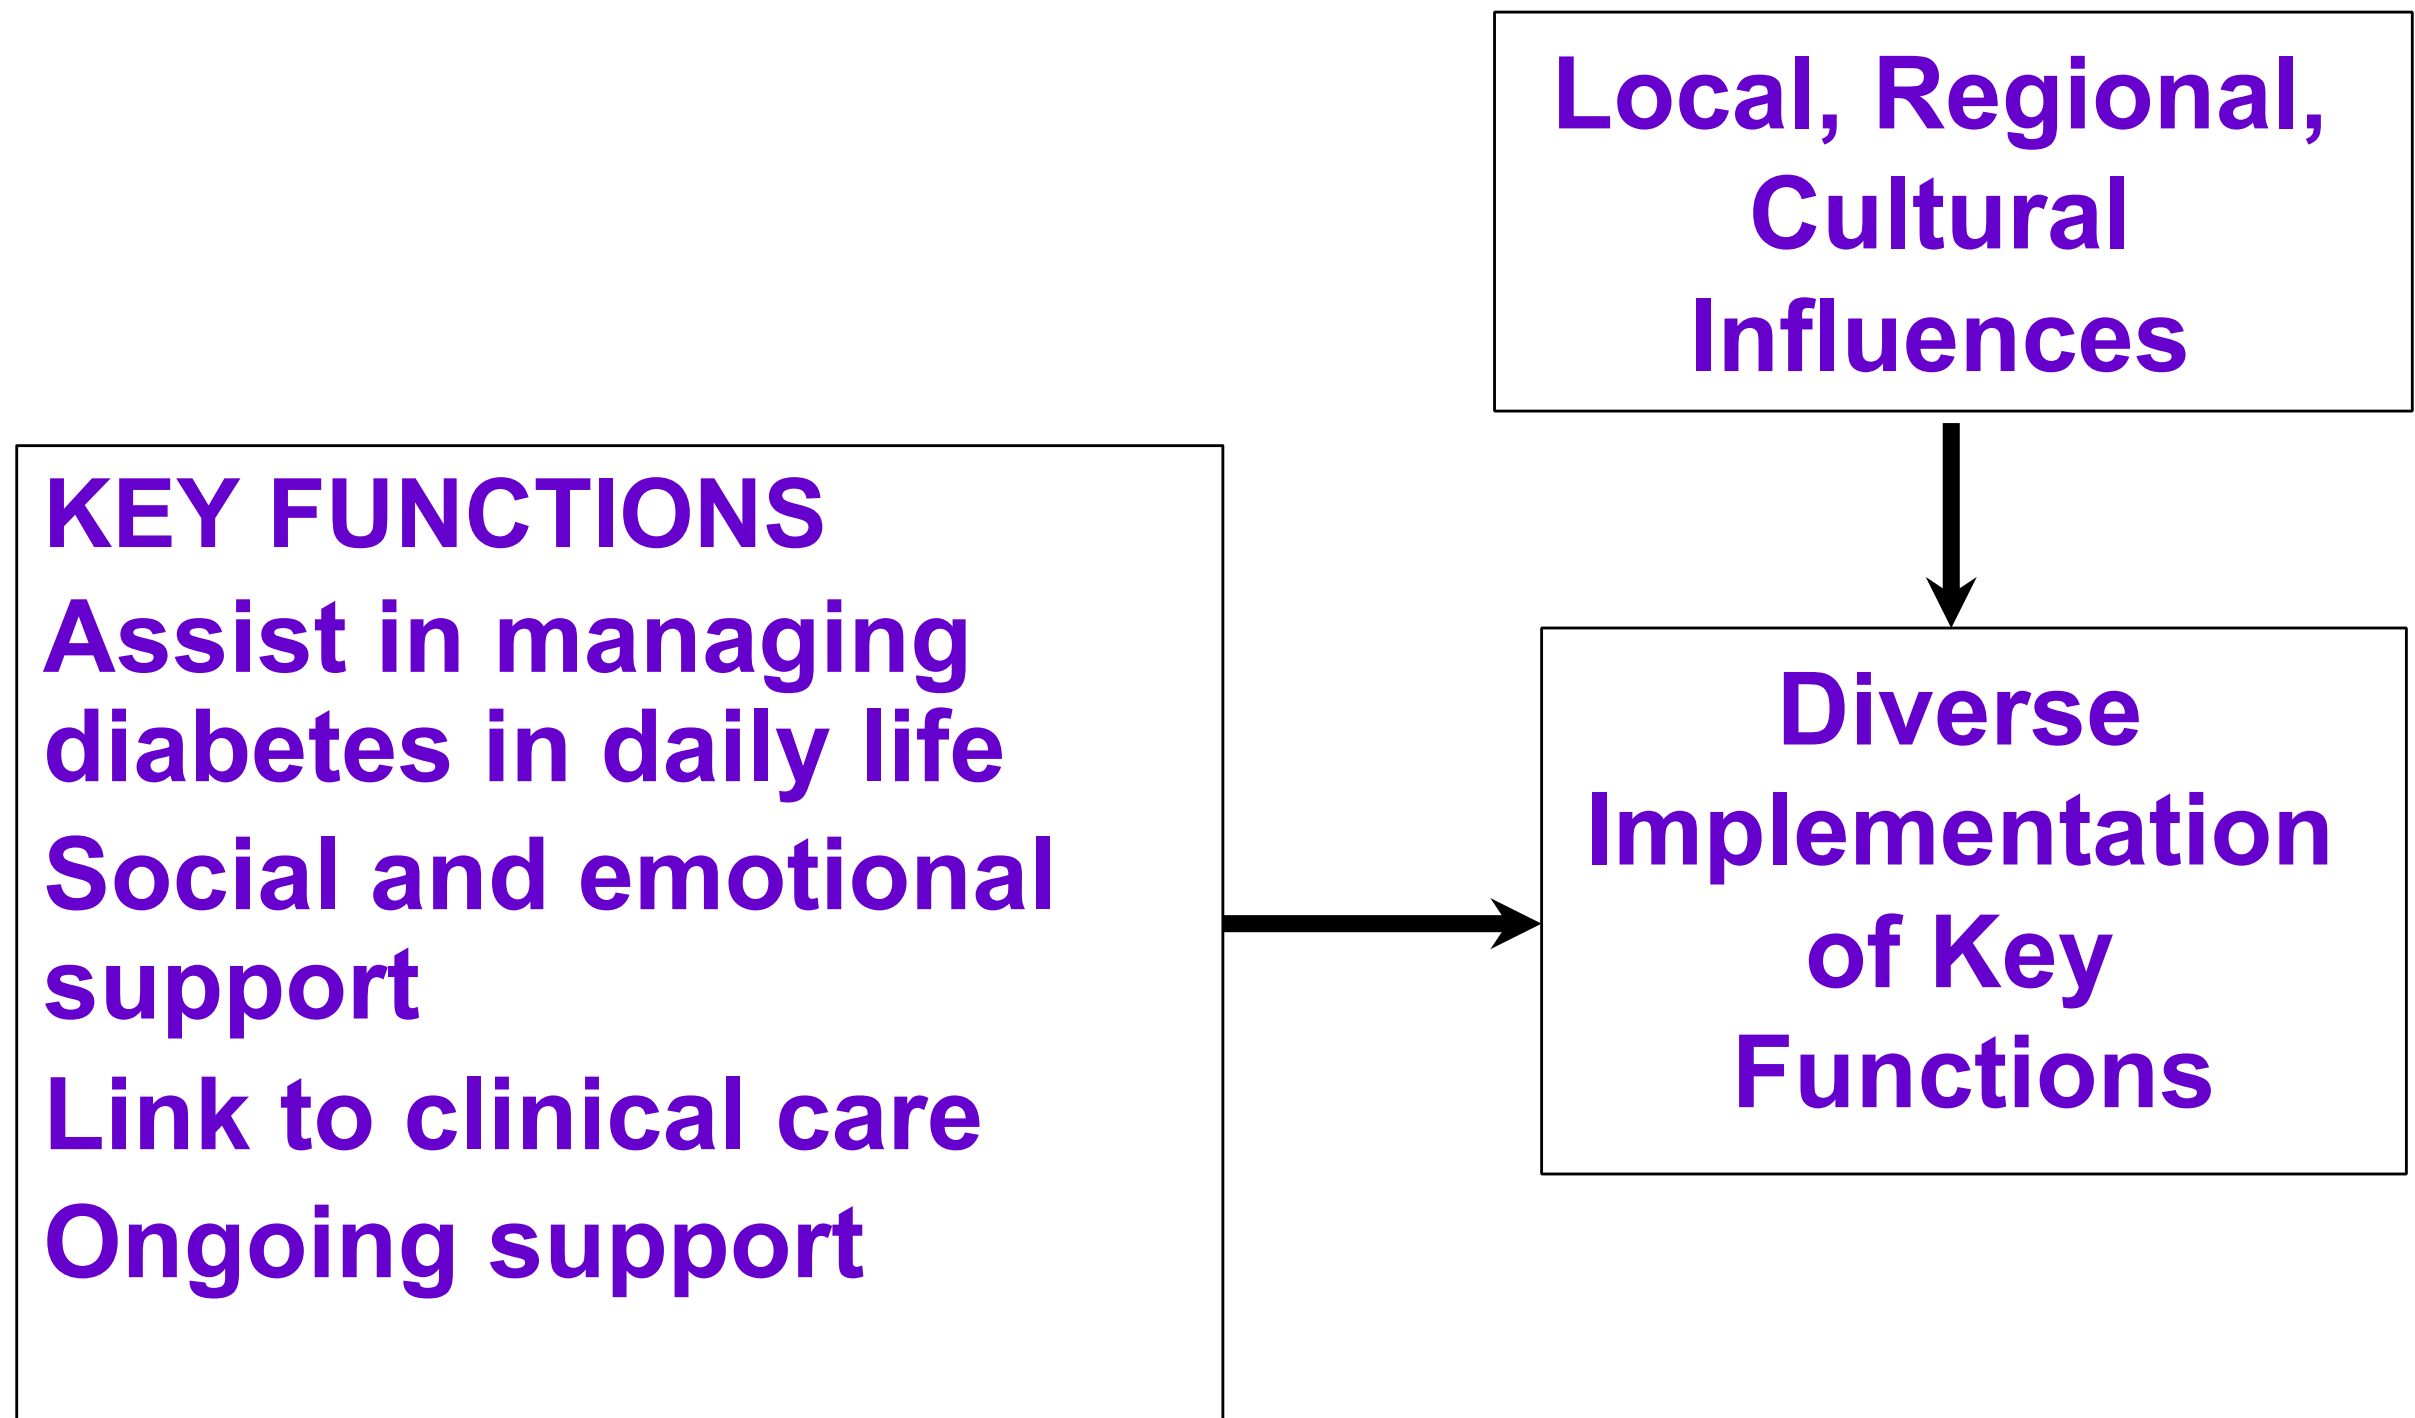 Local, Regional,
Cultural
Influences
KEY FUNCTIONS
Assist in managing
diabetes in daily life
Social and emotional
support
Link to clinical care
Ongoing support
Diverse
Implementation
of Key
Functions